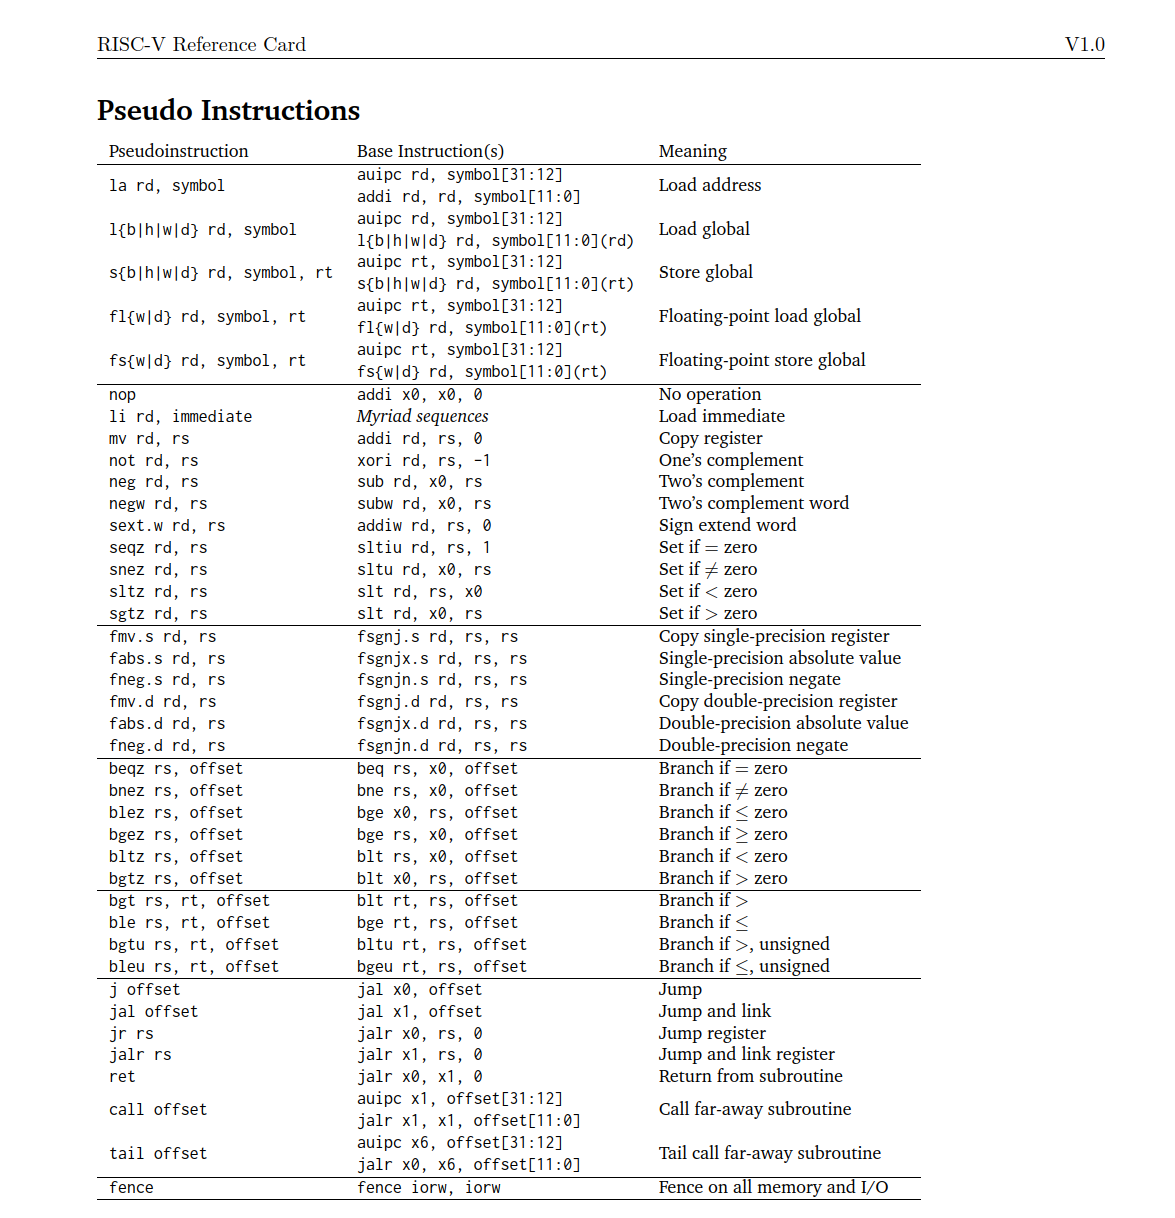 RISC-V Reference Card V1.0
Pseudo Instructions
Pseudoinstruction Base Instruction(s) Meaning
la rd, symbol auipc rd, symbol[31:12] Load address
addi rd, rd, symbol[11:0]
l{b|h|w|d} rd, symbol auipc rd, symbol[31:12] Load global
l{b|h|w|d} rd, symbol[11:0](rd)
s{b|h|w|d} rd, symbol, rt auipc rt, symbol[31:12] Store global
s{b|h|w|d} rd, symbol[11:0](rt)
fl{w|d} rd, symbol, rt auipc rt, symbol[31:12] Floating-point load global
fl{w|d} rd, symbol[11:0](rt)
fs{w|d} rd, symbol, rt auipc rt, symbol[31:12] Floating-point store global
fs{w|d} rd, symbol[11:0](rt)
nop addi x0, x0, 0 No operation
li rd, immediate Myriad sequences Load immediate
mv rd, rs addi rd, rs, 0 Copy register
not rd, rs xori rd, rs, -1 One’s complement
neg rd, rs sub rd, x0, rs Two’s complement
negw rd, rs subw rd, x0, rs Two’s complement word
sext.w rd, rs addiw rd, rs, 0 Sign extend word
seqz rd, rs sltiu rd, rs, 1 Set if = zero
snez rd, rs sltu rd, x0, rs Set if ≠ zero
sltz rd, rs slt rd, rs, x0 Set if < zero
sgtz rd, rs slt rd, x0, rs Set if > zero
fmv.s rd, rs fsgnj.s rd, rs, rs Copy single-precision register
fabs.s rd, rs fsgnjx.s rd, rs, rs Single-precision absolute value
fneg.s rd, rs fsgnjn.s rd, rs, rs Single-precision negate
fmv.d rd, rs fsgnj.d rd, rs, rs Copy double-precision register
fabs.d rd, rs fsgnjx.d rd, rs, rs Double-precision absolute value
fneg.d rd, rs fsgnjn.d rd, rs, rs Double-precision negate
beqz rs, offset beq rs, x0, offset Branch if = zero
bnez rs, offset bne rs, x0, offset Branch if ≠ zero
blez rs, offset bge x0, rs, offset Branch if ≤ zero
bgez rs, offset bge rs, x0, offset Branch if ≥ zero
bltz rs, offset blt rs, x0, offset Branch if < zero
bgtz rs, offset blt x0, rs, offset Branch if > zero
bgt rs, rt, offset blt rt, rs, offset Branch if >
ble rs, rt, offset bge rt, rs, offset Branch if ≤
bgtu rs, rt, offset bltu rt, rs, offset Branch if >, unsigned
bleu rs, rt, offset bgeu rt, rs, offset Branch if ≤, unsigned
j offset jal x0, offset Jump
jal offset jal x1, offset Jump and link
jr rs jalr x0, rs, 0 Jump register
jalr rs jalr x1, rs, 0 Jump and link register
ret jalr x0, x1, 0 Return from subroutine
call offset auipc x1, offset[31:12] Call far-away subroutine
jalr x1, x1, offset[11:0]
tail offset auipc x6, offset[31:12] Tail call far-away subroutine
jalr x0, x6, offset[11:0]
fence fence iorw, iorw Fence on all memory and I/O